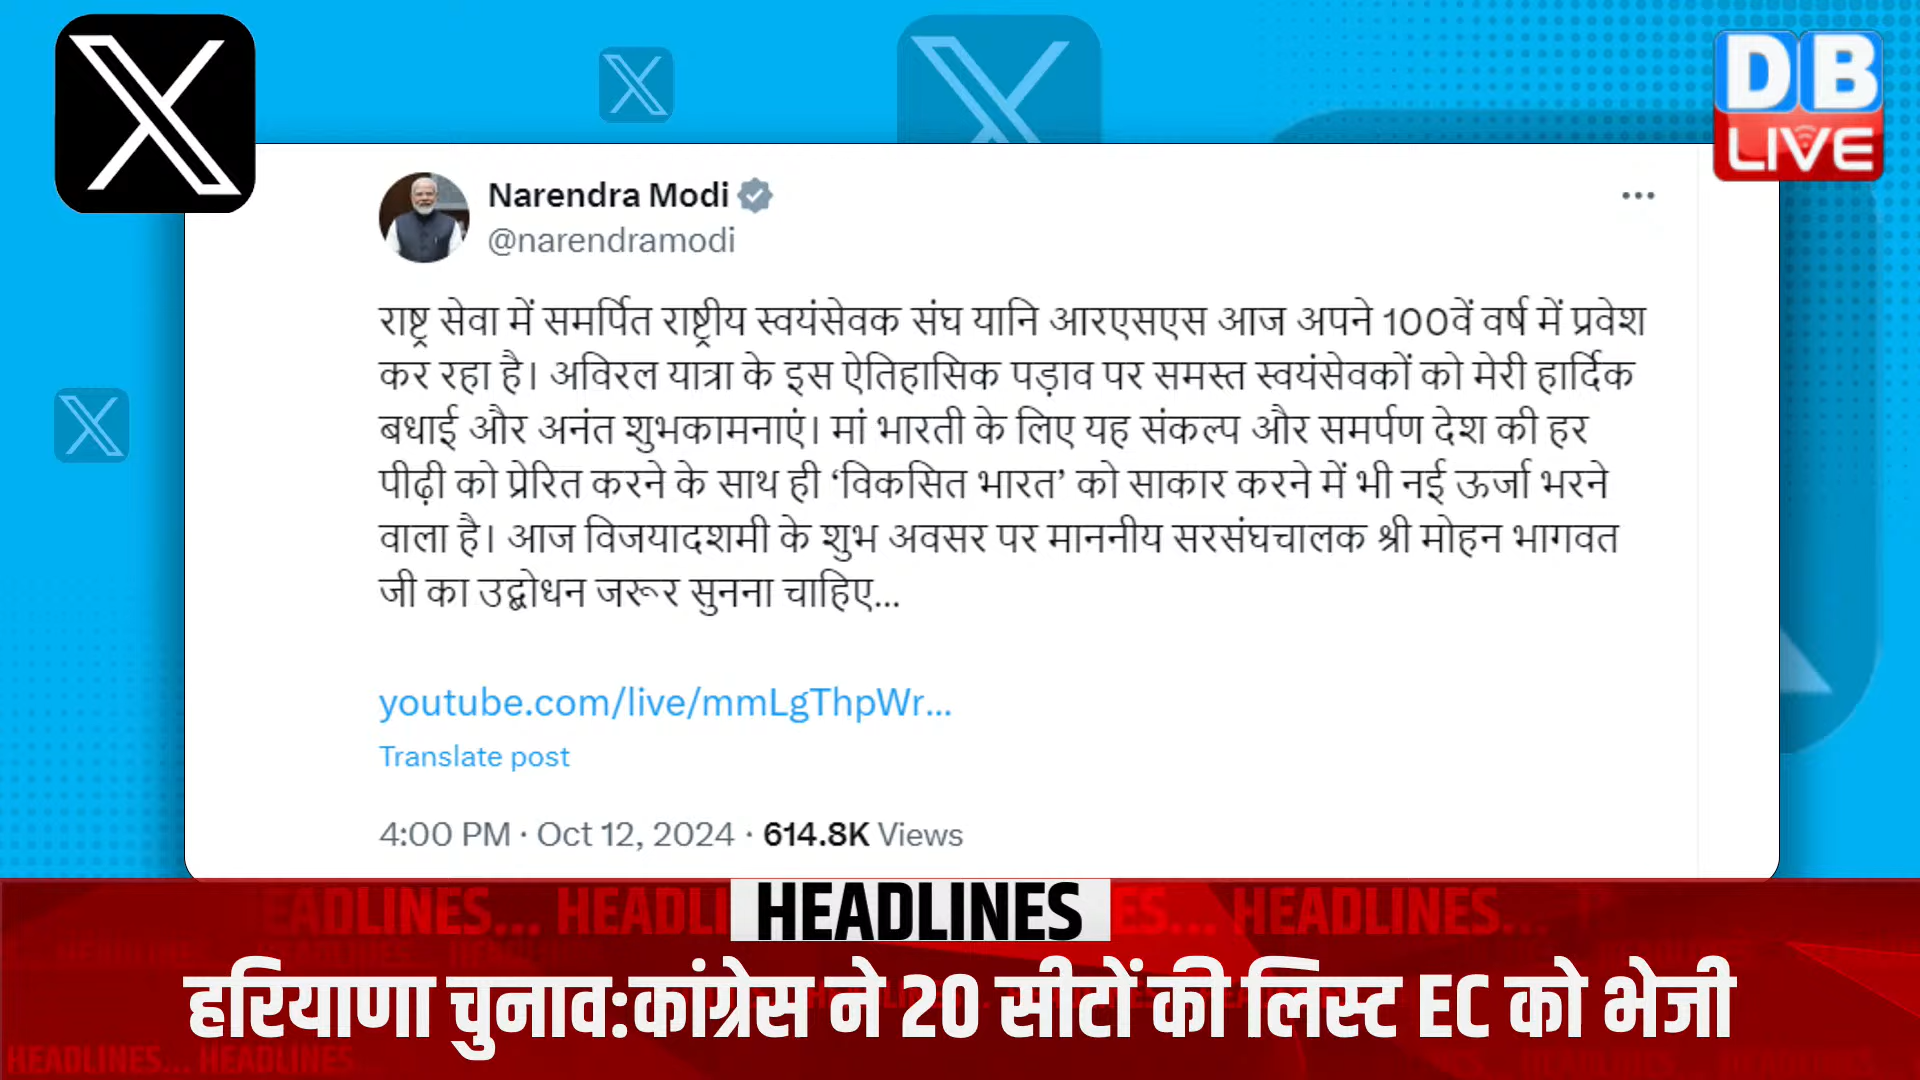 DB
LIVE
Narendra Modi
@narendramodi
राष्ट्र सेवा में समर्पित राष्ट्रीय स्वयंसेवक संघ यानि आरएसएस आज अपने 100वें वर्ष में प्रवेश
कर रहा है। अविरल यात्रा के इस ऐतिहासिक पड़ाव पर समस्त स्वयंसेवकों को मेरी हार्दिक
बधाई और अनंत शुभकामनाएं। मां भारती के लिए यह संकल्प और समर्पण देश की हर
पीढ़ी को प्रेरित करने के साथ ही ‘विकसित भारत’ को साकार करने में भी नई ऊर्जा भरने
वाला है। आज विजयादशमी के शुभ अवसर पर माननीय सरसंघचालक श्री मोहन भागवत
जी का उद्बोधन जरूर सुनना चाहिए...
youtube.com/live/mmLgThpWr...
Translate post
4:00 PM · Oct 12, 2024 · 614.8K Views
HEADLINES
हरियाणा चुनाव:कांग्रेस ने 20 सीटों की लिस्ट EC को भेजी